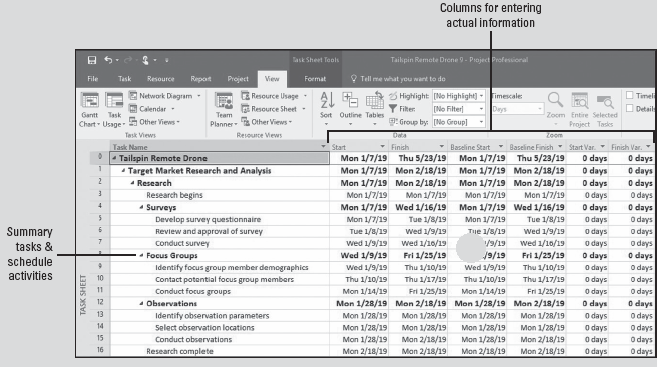 Columns for entering
actual information
Task Sheet Tools Tailpin Remote Drone 9 - Project Professional
File Task Resource Report Project View Format Tell me what you want to do
Network Diagram Resource Usage Highlight: [No Highlight] Timescale: Timeli
Calendar Resource Sheet Filter: [No Filter] Days Details
Gantt Chart Task Usage Other Views Team Planner Other Views Sort Outline Tables Group by: [No Group] Zoom Entire Project Selected Tasks
Task Views Resource Views Data Zoom
Task Name Start Finish Baseline Start Baseline Finish Start Var. Finish Var.
0 Tailspin Remote Drone Mon 1/7/19 Thu 5/23/19 Mon 1/7/19 Thu 5/23/19 0 days 0 days
1 Target Market Research and Analysis Mon 1/7/19 Mon 2/18/19 Mon 1/7/19 Mon 2/18/19 0 days 0 days
2 Research Mon 1/7/19 Mon 2/18/19 Mon 1/7/19 Mon 2/18/19 0 days 0 days
3 Research begins Mon 1/7/19 Mon 1/7/19 Mon 1/7/19 Mon 1/7/19 0 days 0 days
4 Surveys Mon 1/7/19 Wed 1/16/19 Mon 1/7/19 Wed 1/16/19 0 days 0 days
5 Develop survey questionnaire Mon 1/7/19 Tue 1/8/19 Mon 1/7/19 Tue 1/8/19 0 days 0 days
6 Review and approval of survey Tue 1/8/19 Wed 1/9/19 Tue 1/8/19 Wed 1/9/19 0 days 0 days
7 Conduct survey Wed 1/9/19 Wed 1/16/19 /9/19 Wed 1/16/19 0 days 0 days
Focus Groups Wed 1/9/19 Fri 1/25/19 /9/19 Fri 1/25/19 0 days 0 days
9 Identify focus group member demographics Wed 1/9/19 Thu 1/10/19 Wed 1/9/19 Thu 1/10/19 0 days 0 days
10 Contact potential focus group members Thu 1/10/19 Thu 1/17/19 Thu 1/10/19 Thu 1/17/19 0 days 0 days
11 Conduct focus groups Mon 1/14/19 Fri 1/25/19 Mon 1/14/19 Fri 1/25/19 0 days 0 days
12 Observations Mon 1/28/19 Mon 2/18/19 Mon 1/28/19 Mon 2/18/19 0 days 0 days
13 Identify observation parameters Mon 1/28/19 Mon 1/28/19 Mon 1/28/19 Mon 1/28/19 0 days 0 days
14 Select observation locations Mon 1/28/19 Mon 1/28/19 Mon 1/28/19 Mon 1/28/19 0 days 0 days
15 Conduct observations Mon 1/28/19 Mon 2/18/19 Mon 1/28/19 Mon 2/18/19 0 days 0 days
16 Research complete Mon 2/18/19 Mon 2/18/19 Mon 2/18/19 Mon 2/18/19 0 days 0 days
TASK SHEET
Summary
tasks &
schedule
activities